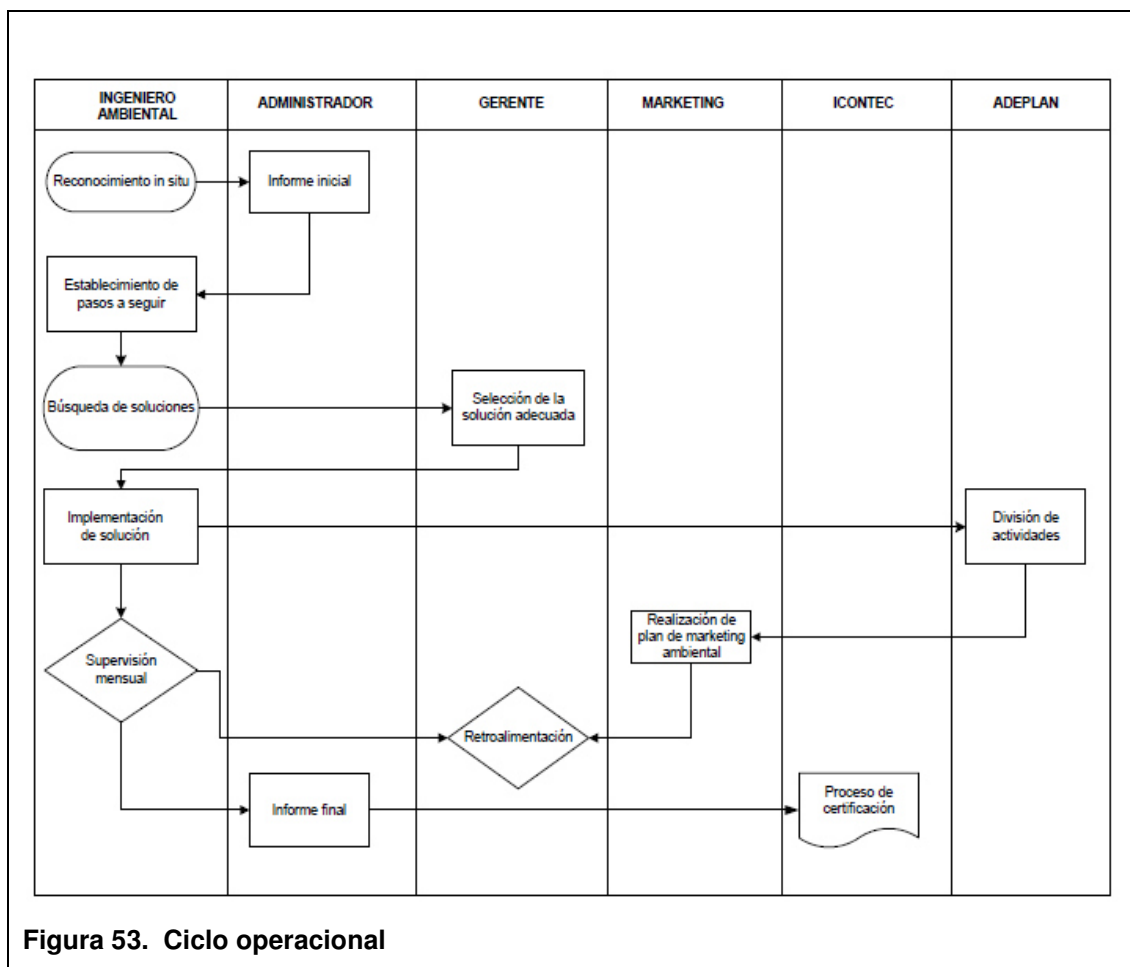 INGENIERO
AMBIENTAL
ADMINISTRADOR
GERENTE
MARKETING
ICONTEC
ADEPLAN
Reconocimiento in situ
Informe inicial
Establecimiento de
pasos a seguir
Búsqueda de soluciones
Selección de la
solución adecuada
Implementación
de solución
División de
actividades
Realización de
plan de marketing
ambiental
Supervisión
mensual
Retroalimentación
Informe final
Proceso de
certificación
Figura 53. Ciclo operacional